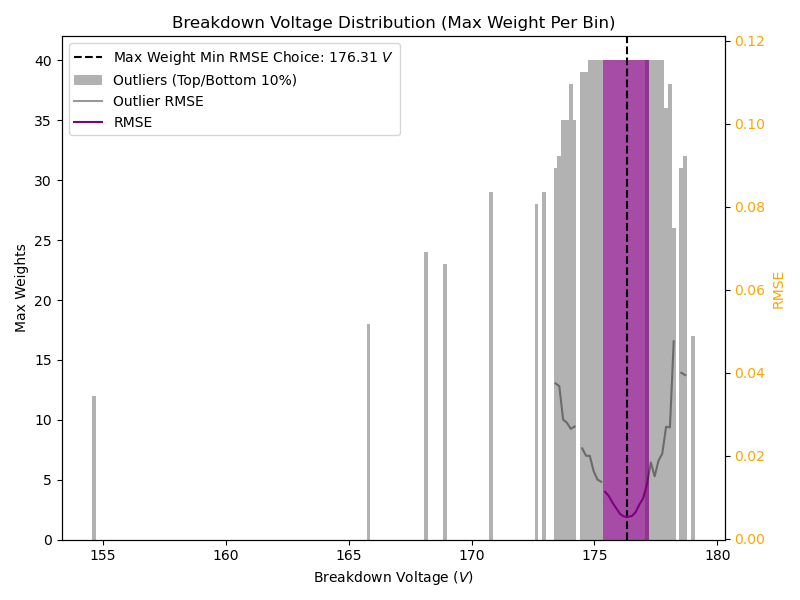 Breakdown Voltage Distribution (Max Weight Per Bin)
Max Weight Min RMSE Choice: 176.31 V
Outliers (Top/Bottom 10%)
Outlier RMSE
RMSE
Max Weights
40
35
30
25
20
15
10
5
0
155
160
165
170
175
180
Breakdown Voltage (V)
0.12
0.10
0.08
0.06
0.04
0.02
0.00
RMSE